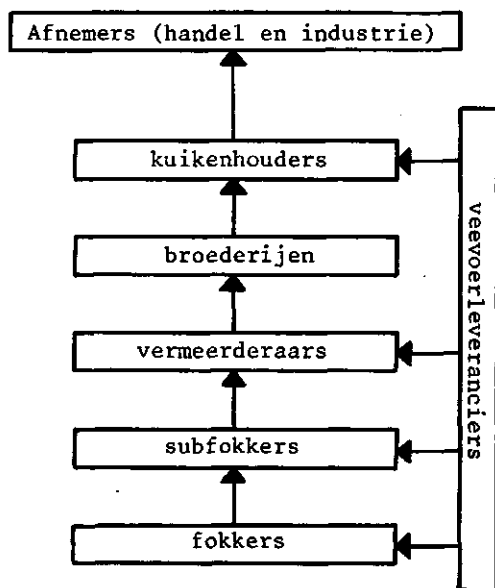 Afnemers (handel en industrie)
kuikenhouders
broederijen
vermeerderaars
subfokkers
fokkers
veevoerleveranciers